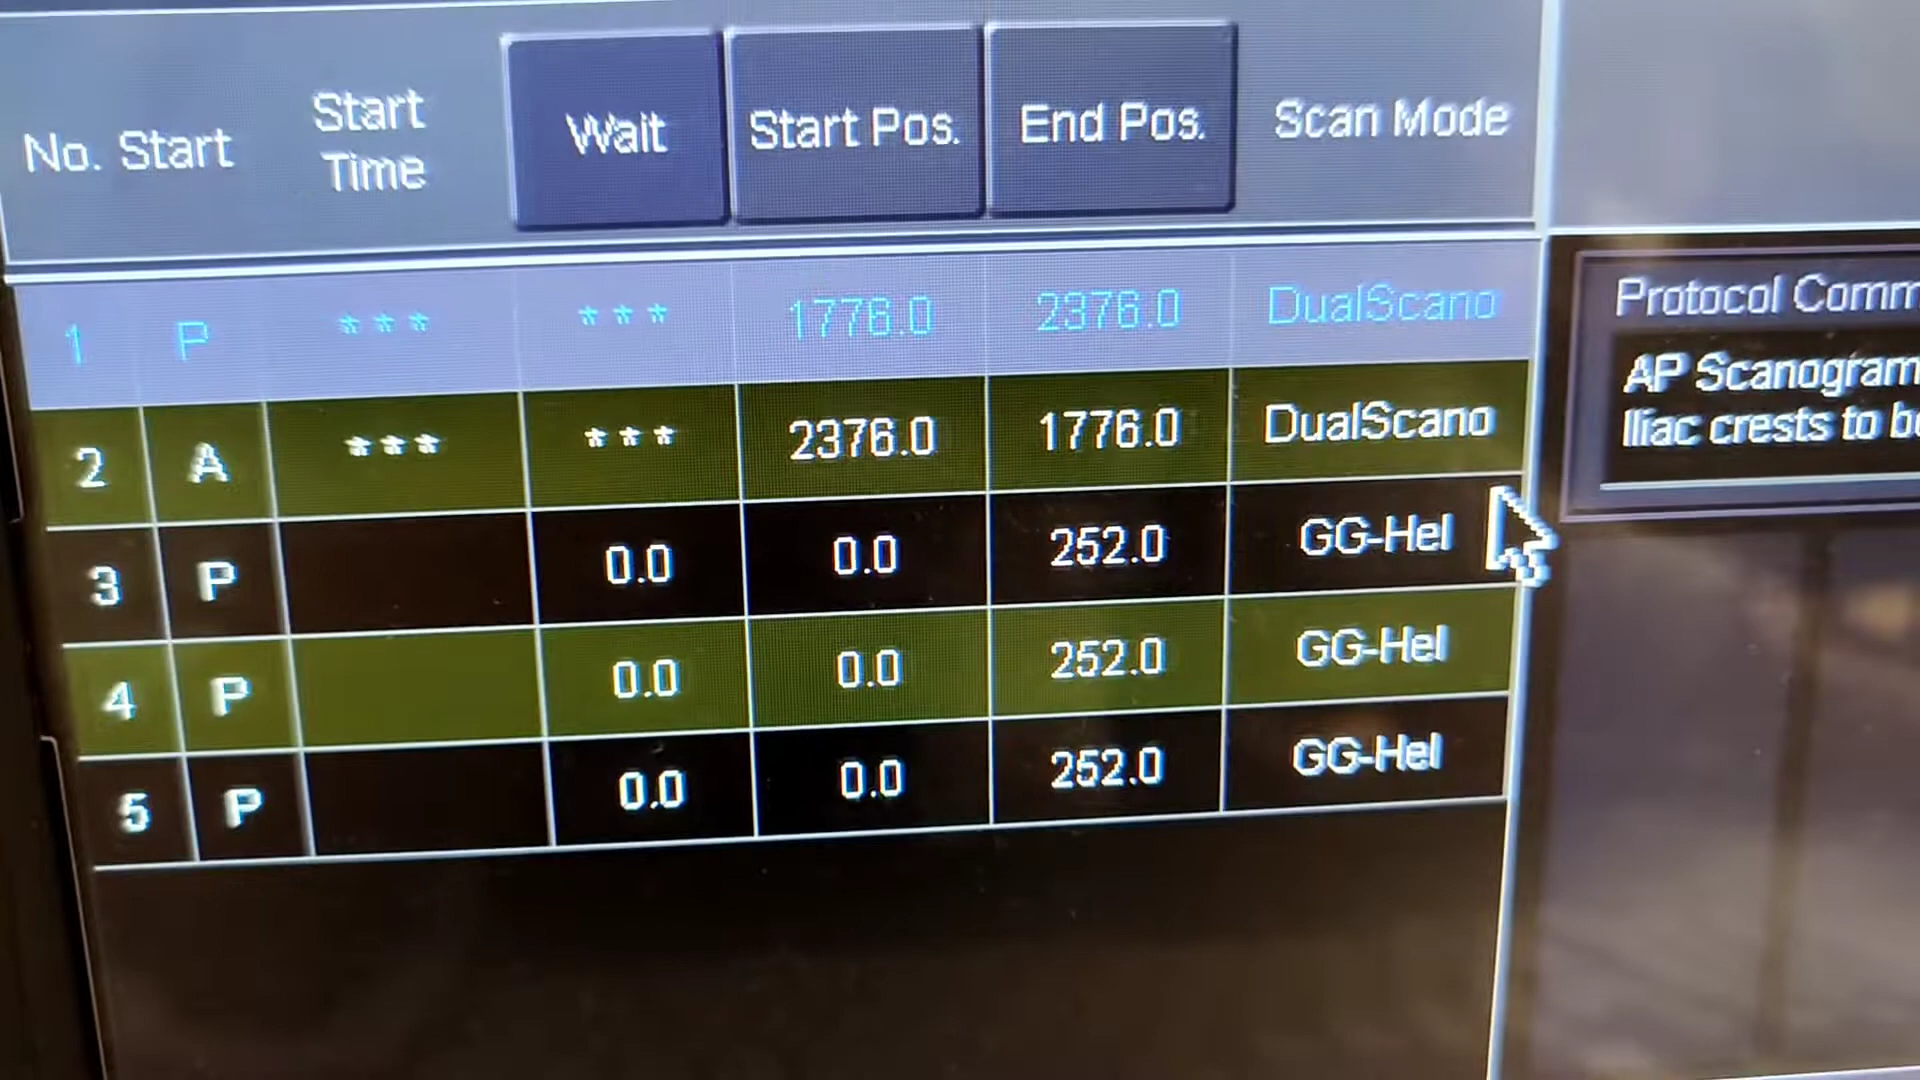 No. Start Start Time Wait Start Pos. End Pos. Scan Mode
1 P *** *** 1776.0 2376.0 DualScano
2 A *** *** 2376.0 1776.0 DualScano
3 P 0.0 0.0 252.0 GG-Hel
4 P 0.0 0.0 252.0 GG-Hel
5 P 0.0 0.0 252.0 GG-Hel
Protocol Comm
AP Scanogram
Iliac crests to b